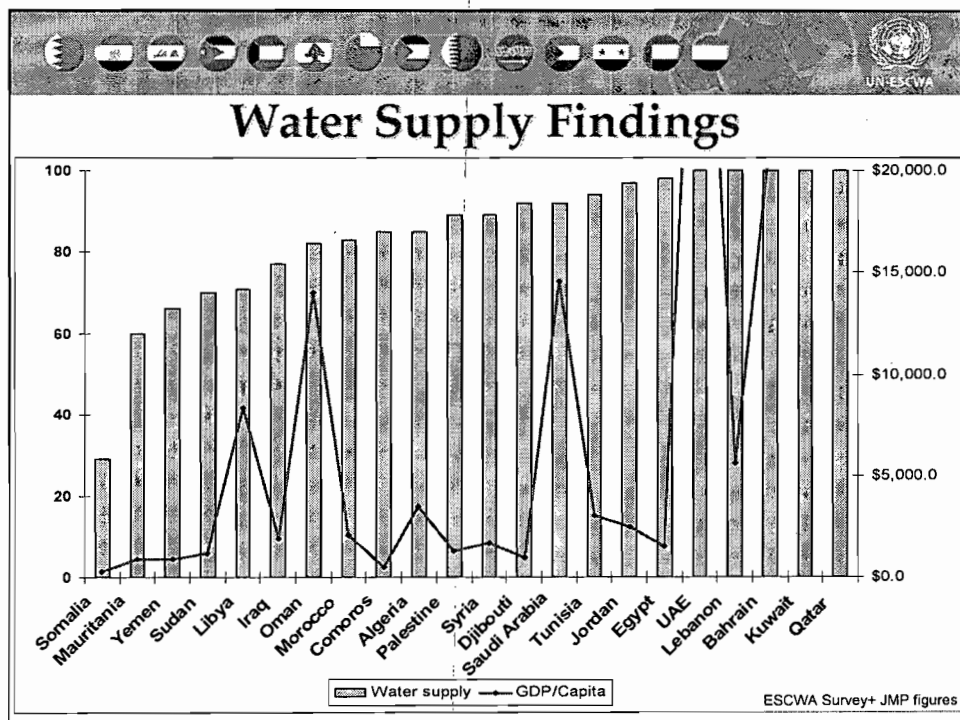 UN-ESCWA
Water Supply Findings
100
80
60
40
20
0
$20,000.0
$15,000.0
$10,000.0
$5,000.0
$0.0
Somalia
Mauritania
Yemen
Sudan
Libya
Iraq
Oman
Morocco
Comoros
Algeria
Palestine
Syria
Djibouti
Saudi Arabia
Tunisia
Jordan
Egypt
UAE
Lebanon
Bahrain
Kuwait
Qatar
Water supply GDP/Capita
ESCWA Survey+ JMP figures